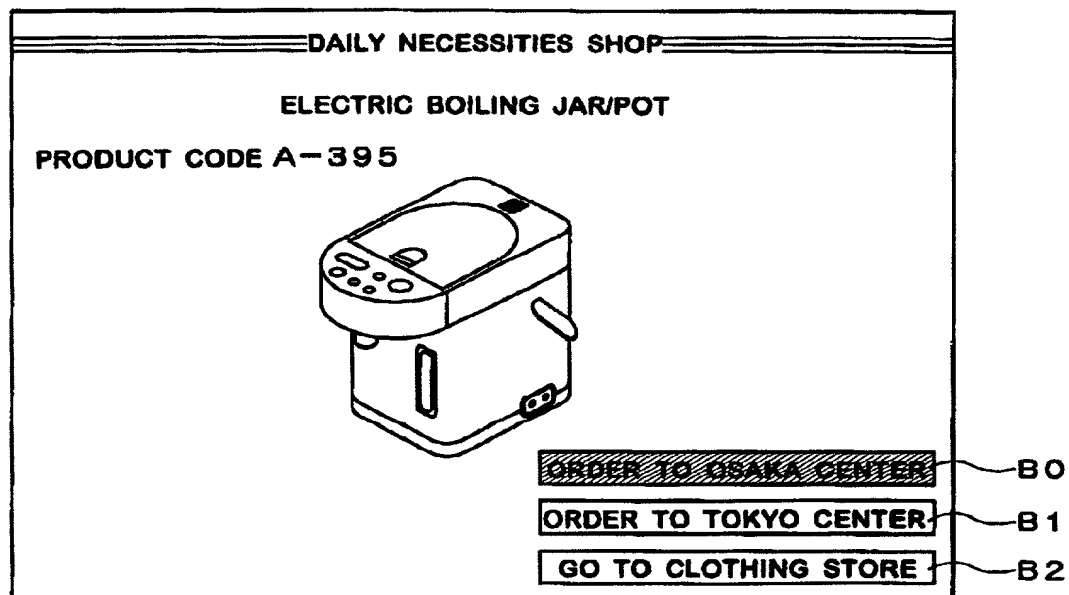 DAILY NECESSITIES SHOP
ELECTRIC BOILING JAR/POT
PRODUCT CODE A-395
ORDER TO OSAKA CENTER B0
ORDER TO TOKYO CENTER B1
GO TO CLOTHING STORE B2